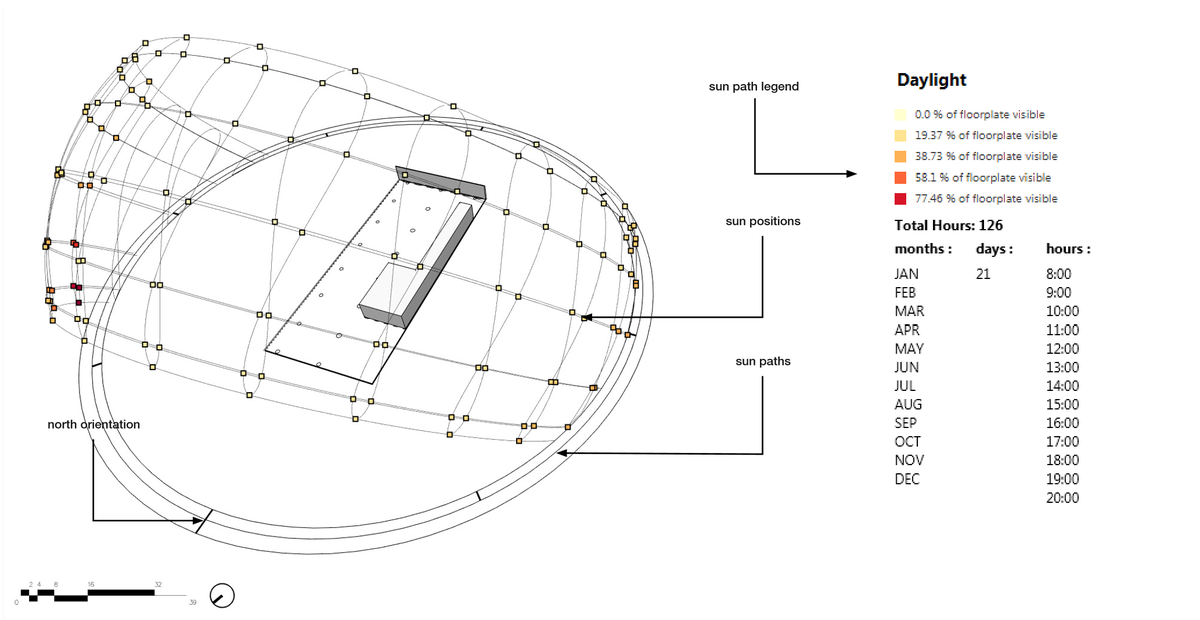 sun path legend
sun positions
sun paths
north orientation
Daylight
0.0 % of floorplate visible
19.37 % of floorplate visible
38.73 % of floorplate visible
58.1 % of floorplate visible
77.46 % of floorplate visible
Total Hours: 126
months : days : hours :
JAN 21 8:00
FEB 9:00
MAR 10:00
APR 11:00
MAY 12:00
JUN 13:00
JUL 14:00
AUG 15:00
SEP 16:00
OCT 17:00
NOV 18:00
DEC 19:00
20:00
2 4 8 16 32
0 39